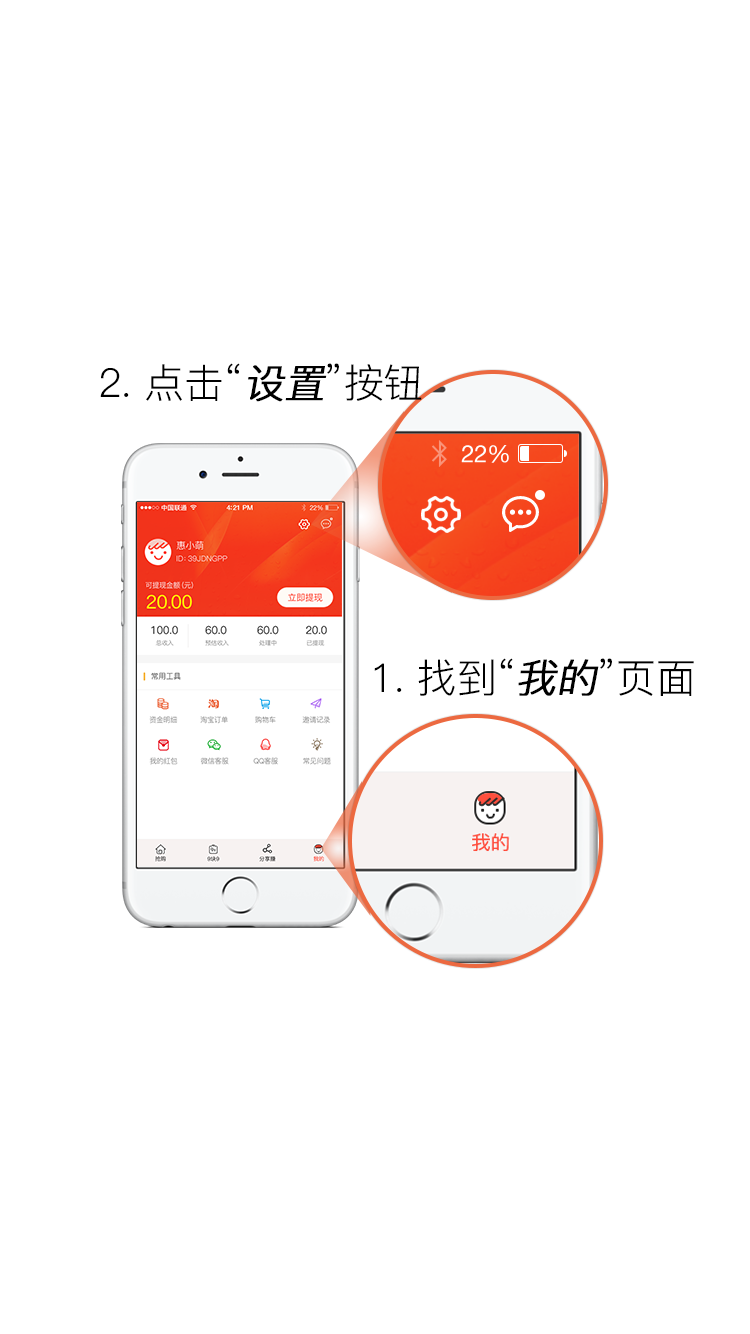 2. 点击“设置”按钮
22%
中国联通
4:21 PM
22%
惠小萌
ID: 39JDNGPP
可提现金额(元)
20.00
立即提现
100.0 60.0 60.0 20.0
总收入 预估收入 处理中 已提现
1. 找到“我的”页面
常用工具
资金明细 淘宝订单 购物车 邀请记录
我的红包 微信客服 QQ客服 常见问题
我的
抢购 9块9 分享赚 我的